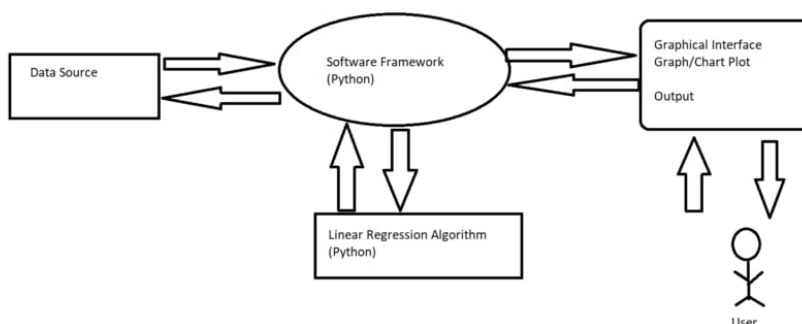 Data Source
Software Framework
(Python)
Graphical Interface
Graph/Chart Plot
Output
Linear Regression Algorithm
(Python)
User